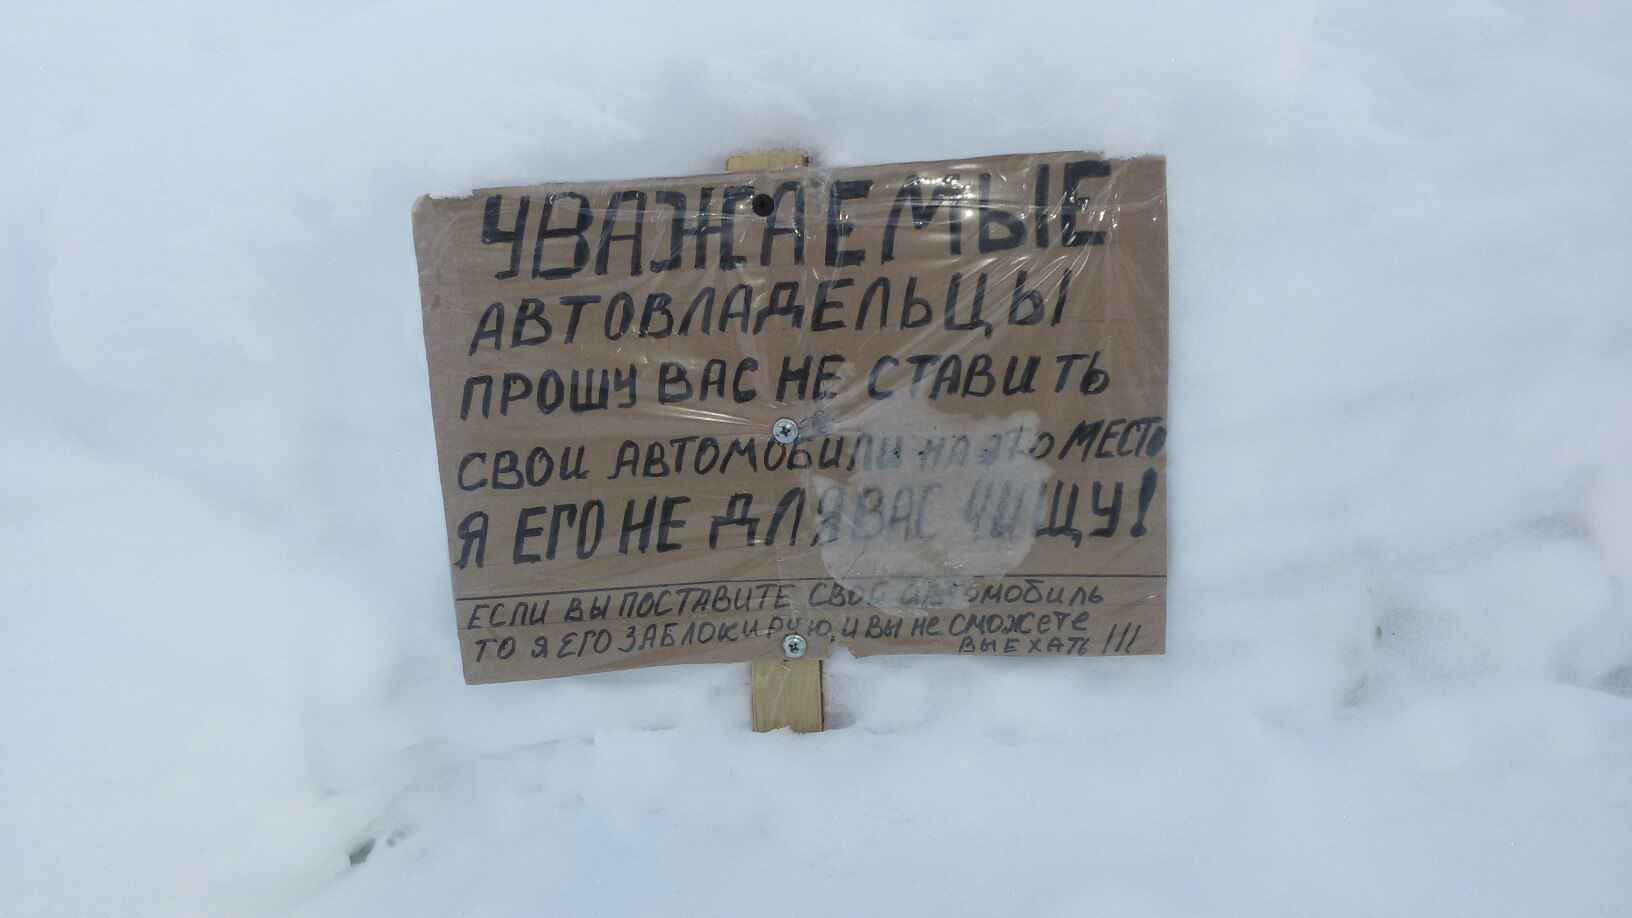 УВАЖАЕМЫЕ
АВТОВЛАДЕЛЬЦЫ
ПРОШУ ВАС НЕ СТАВИТЬ
СВОИ АВТОМОБИЛИ НА ЭТО МЕСТО
Я ЕГО НЕ ДЛЯ ВАС ЧИЩУ!
ЕСЛИ ВЫ ПОСТАВИТЕ СВОЙ АВТОМОБИЛЬ
ТО Я ЕГО ЗАБЛОКИРУЮ, И ВЫ НЕ СМОЖЕТЕ
ВЫЕХАТЬ!!!